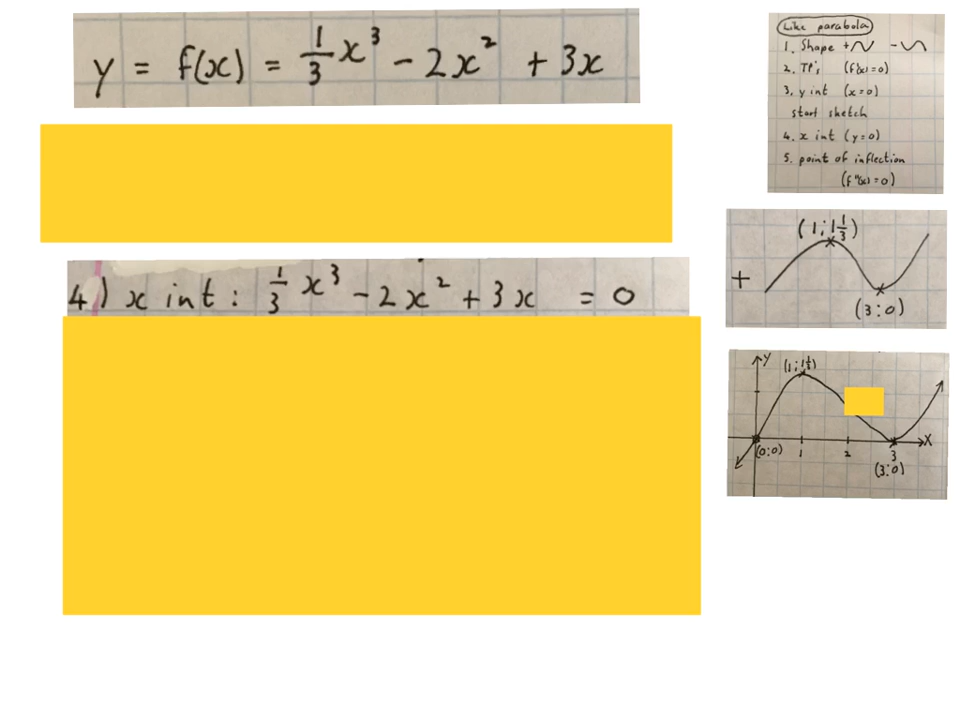 y = f(x) = 1/3 x³ - 2x² + 3x
4) x int : 1/3 x³ - 2x² + 3x = 0
Like parabola
1. Shape + -
2. TP's (f'(x) = 0)
3. y int (x = 0)
start sketch
4. x int (y = 0)
5. point of inflection
(f''(x) = 0)
+
(1 ; 1 1/3)
(3 ; 0)
Y
(1 ; 1 1/3)
(0 ; 0)
1
2
3
X
(3 ; 0)